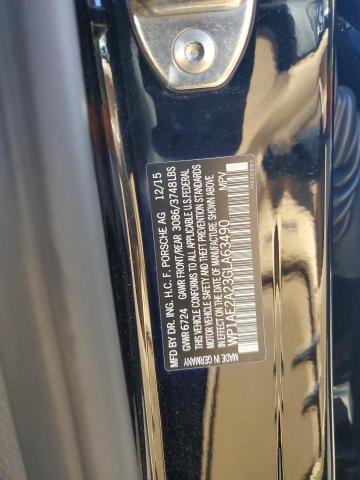 MFD BY DR. ING. H.C. F. PORSCHE AG 12/15
GVWR 6724 GAWR FRONT/REAR 3086/3748LBS
THIS VEHICLE CONFORMS TO ALL APPLICABLE U.S.FEDERAL
MOTOR VEHICLE SAFETY AND THEFT PREVENTION STANDARDS
IN EFFECT ON THE DATE OF MANUFACTURE SHOWN ABOVE.
WP1AE2A23GLA63490 MPV
MADE IN GERMANY